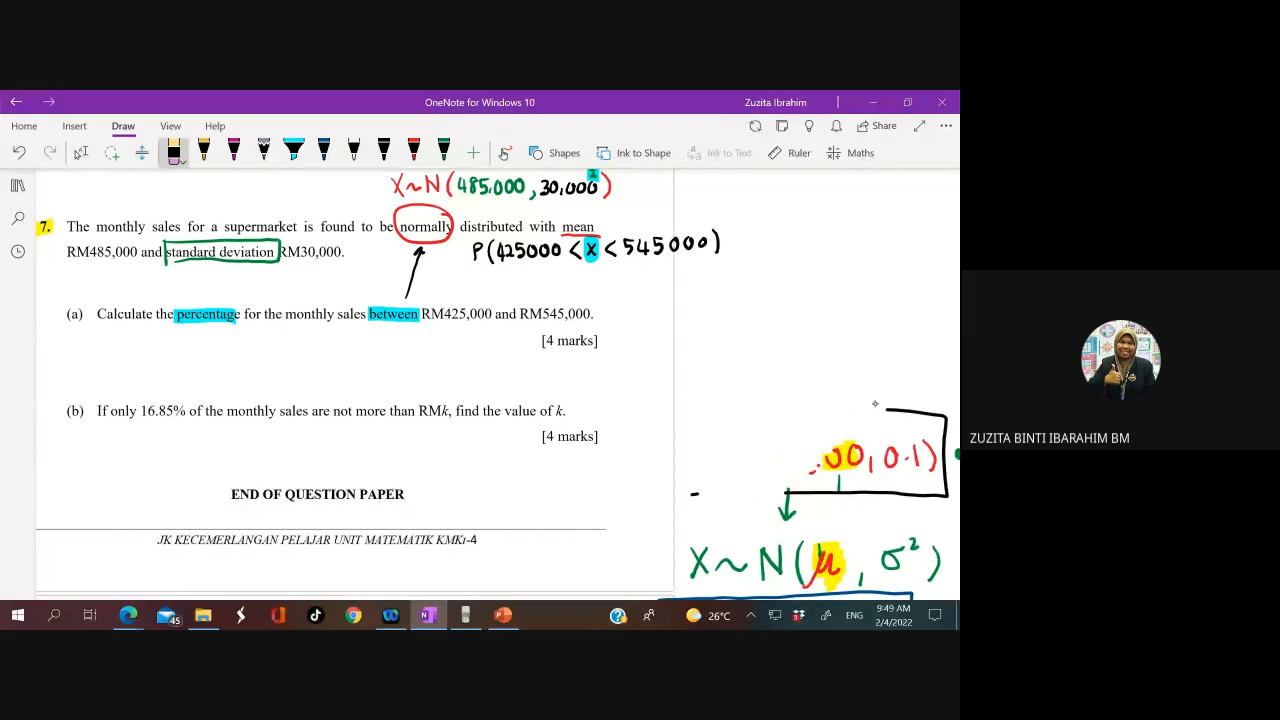 OneNote for Windows 10
Zuzita Ibrahim
Home Insert Draw View Help
Share
Shapes Ink to Shape Ink to Text Ruler Maths
X~N(485,000, 30,000²)
7. The monthly sales for a supermarket is found to be normally distributed with mean
RM485,000 and standard deviation RM30,000.
P(425000 < X < 545000)
(a) Calculate the percentage for the monthly sales between RM425,000 and RM545,000.
[4 marks]
(b) If only 16.85% of the monthly sales are not more than RMk, find the value of k.
[4 marks]
00, 0.1)
END OF QUESTION PAPER
JK KECEMERLANGAN PELAJAR UNIT MATEMATIK KMKt-4
X~N(μ, σ²)
ZUZITA BINTI IBARAHIM BM
45
26°C
ENG
9:49 AM
2/4/2022